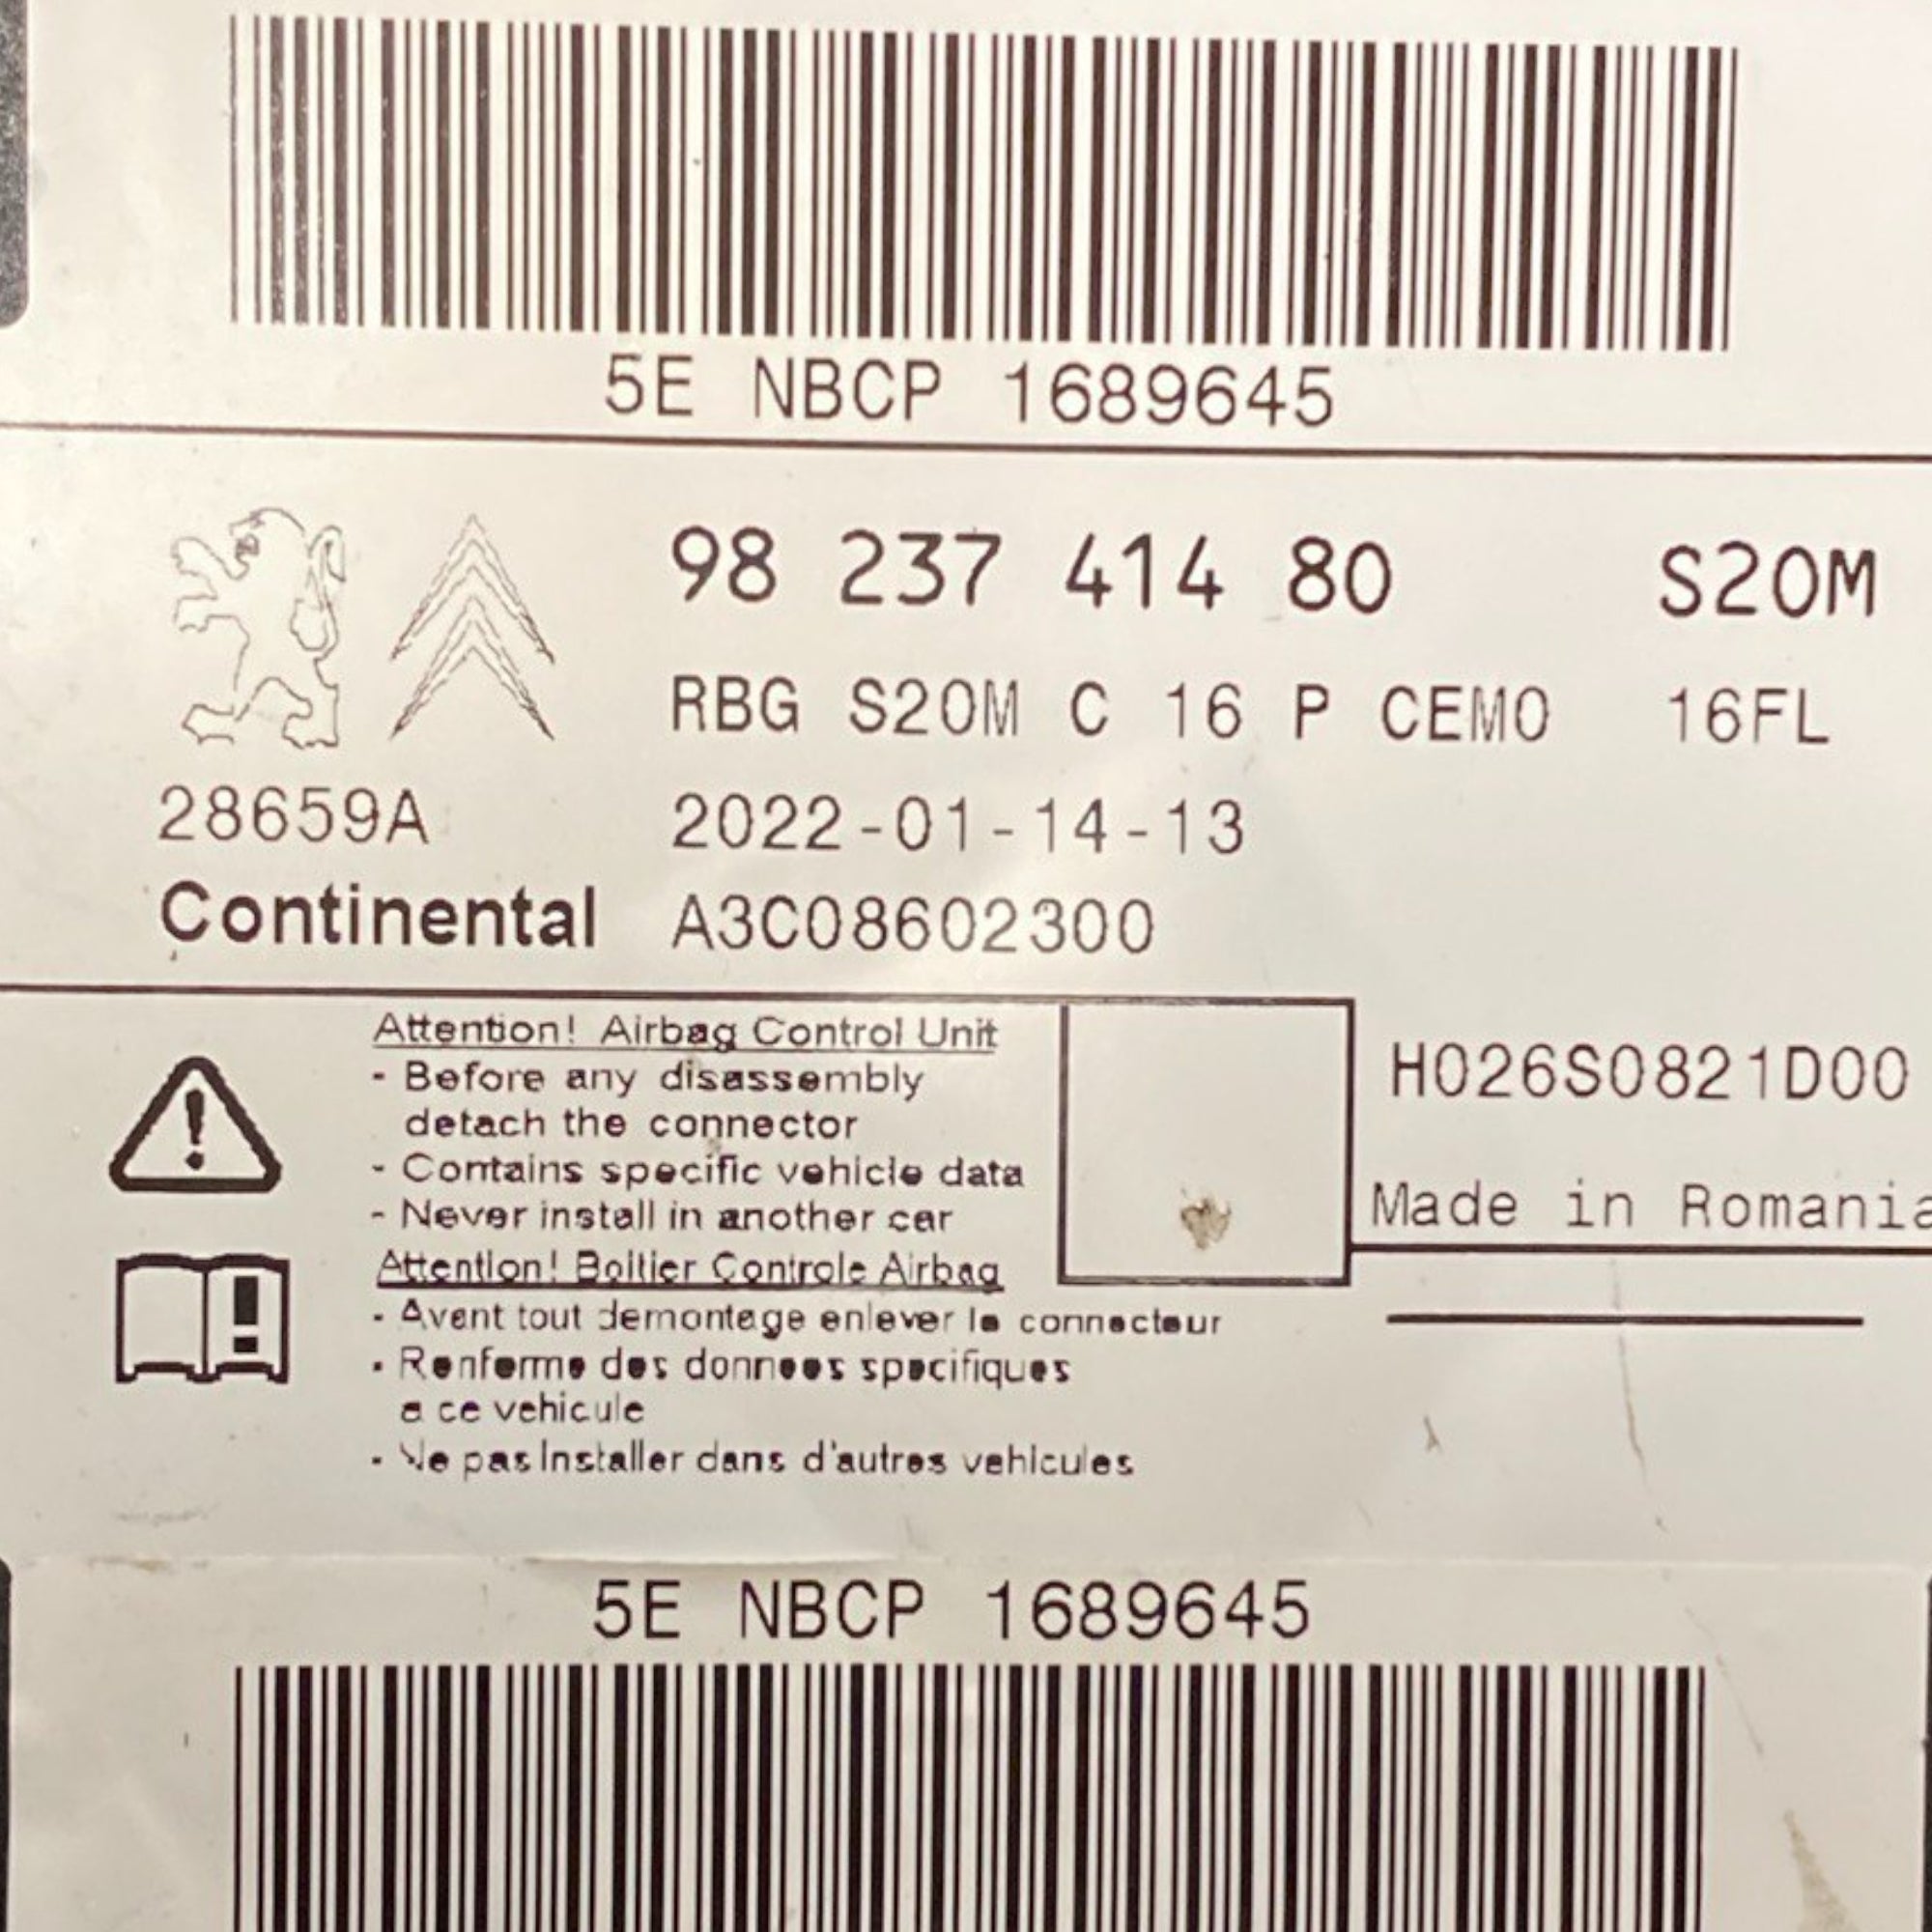 5E NBCP 1689645
98 237 414 80 S20M
RBG S20M C 16 P CEM0 16FL
28659A 2022-01-14-13
Continental A3C08602300
Attention! Airbag Control Unit
- Before any disassembly
detach the connector
- Contains specific vehicle data
- Never install in another car
H026S0821D00
Made in Romania
Attention! Boitier Controle Airbag
- Avant tout demontage enlever le connecteur
- Renferme des donnees specifiques
a ce vehicule
- Ne pas installer dans d'autres vehicules
5E NBCP 1689645